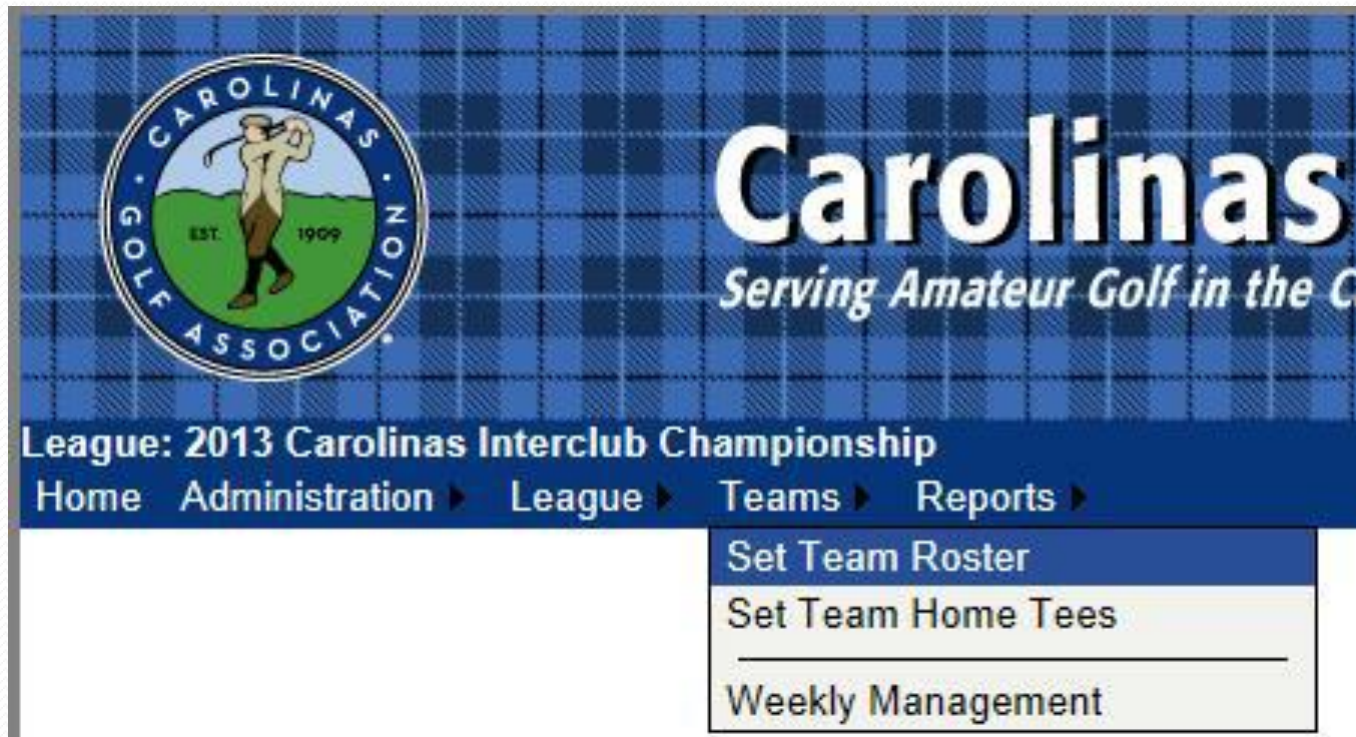 CAROLINAS
GOLF ASSOCIATION
EST. 1909
Carolinas
Serving Amateur Golf in the C
League: 2013 Carolinas Interclub Championship
Home Administration League Teams Reports
Set Team Roster
Set Team Home Tees
Weekly Management